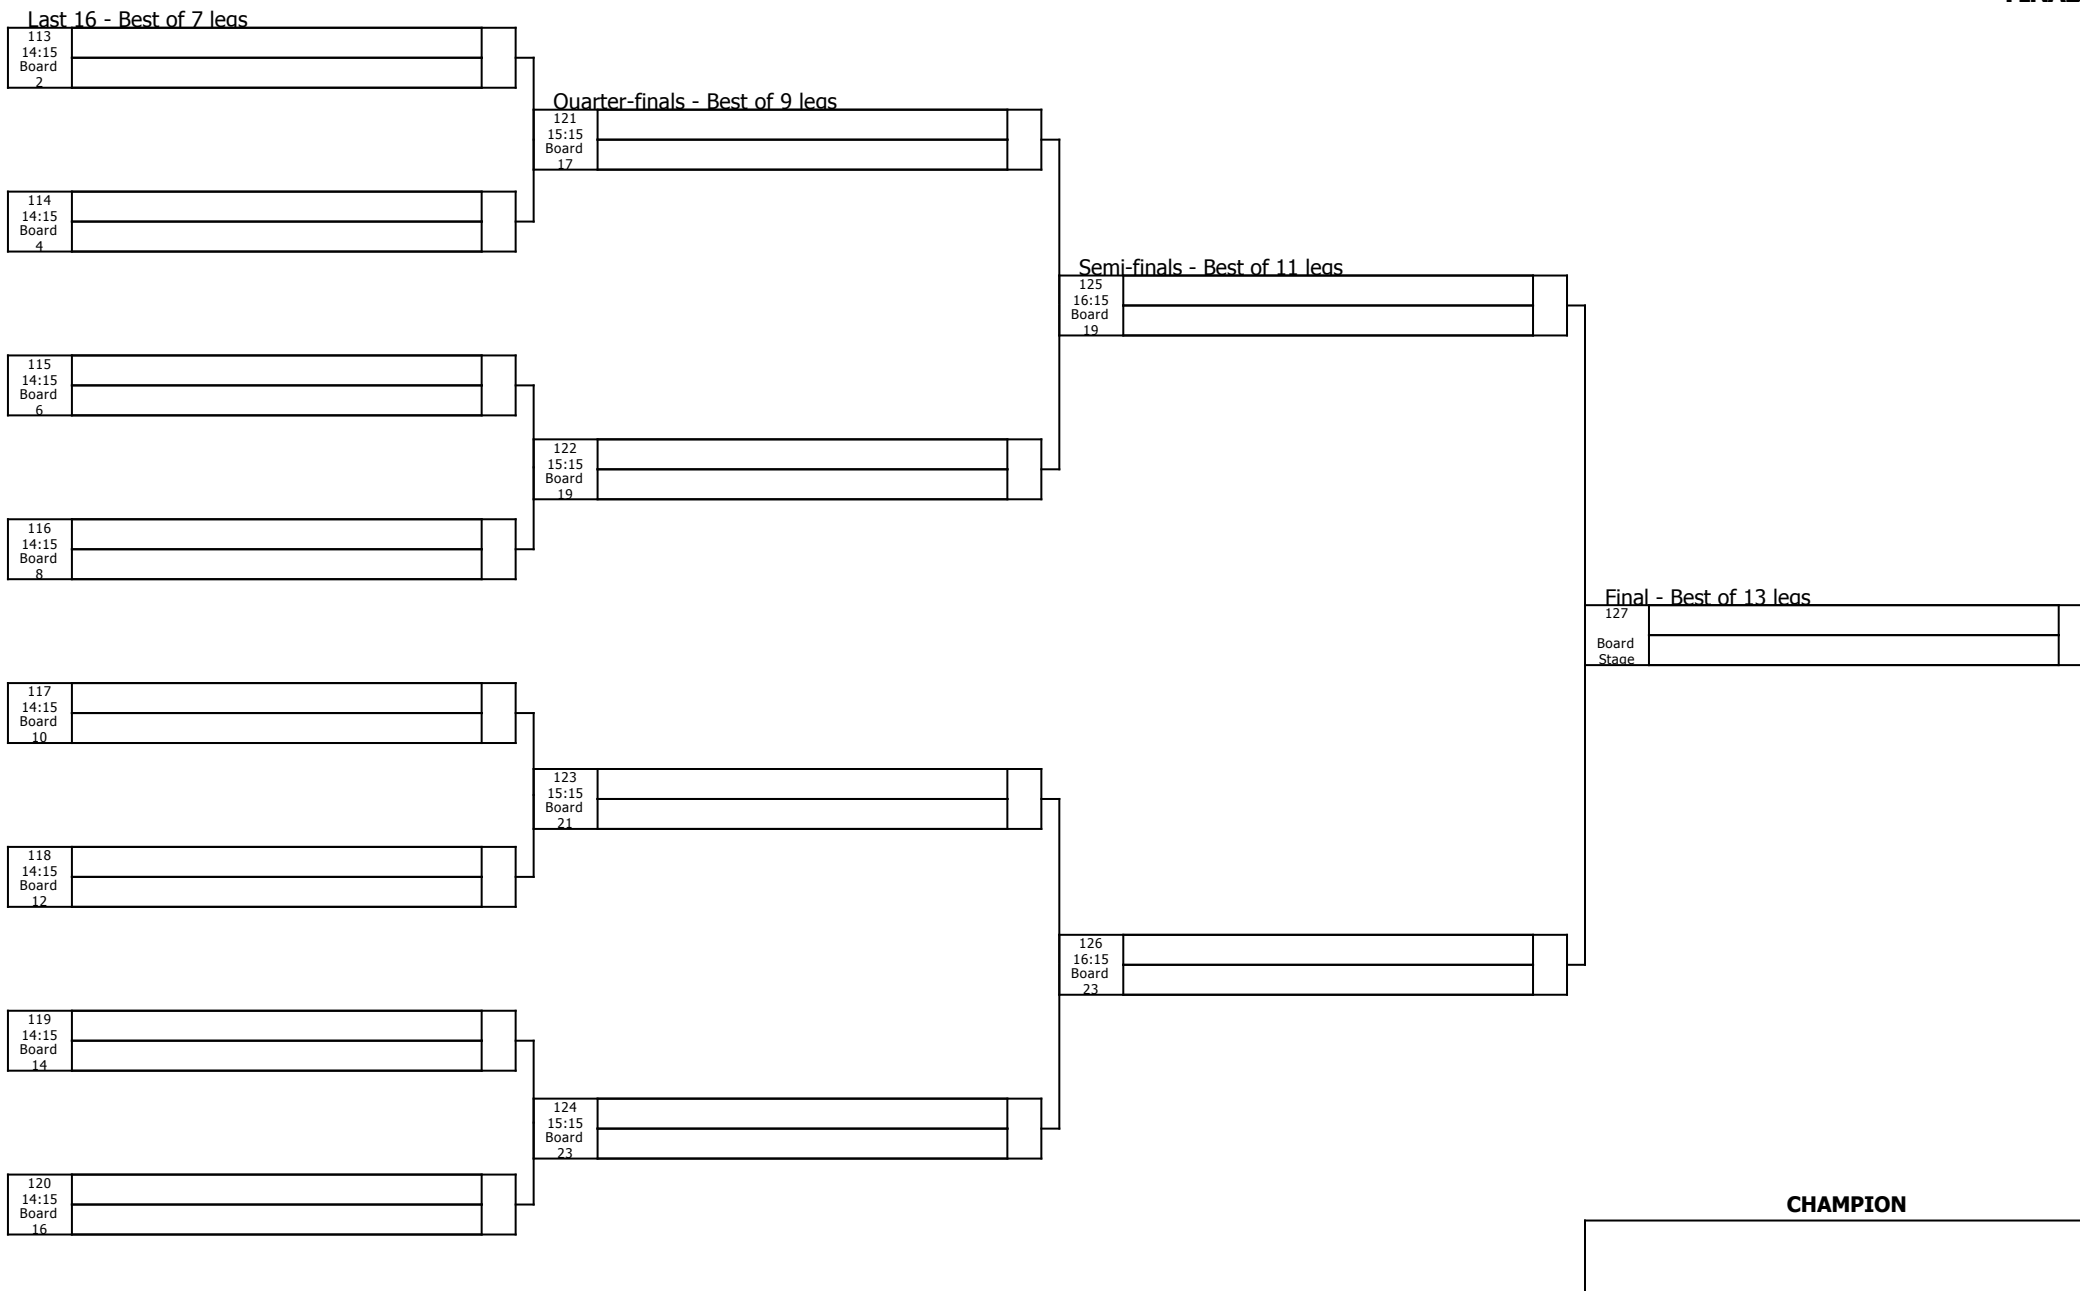 Last 16 - Best of 7 legs
113
14:15
Board
2
114
14:15
Board
4
115
14:15
Board
6
116
14:15
Board
8
117
14:15
Board
10
118
14:15
Board
12
119
14:15
Board
14
120
14:15
Board
16
Quarter-finals - Best of 9 legs
121
15:15
Board
17
122
15:15
Board
19
123
15:15
Board
21
124
15:15
Board
23
Semi-finals - Best of 11 legs
125
16:15
Board
19
126
16:15
Board
23
Final - Best of 13 legs
127
Board
Stage
CHAMPION